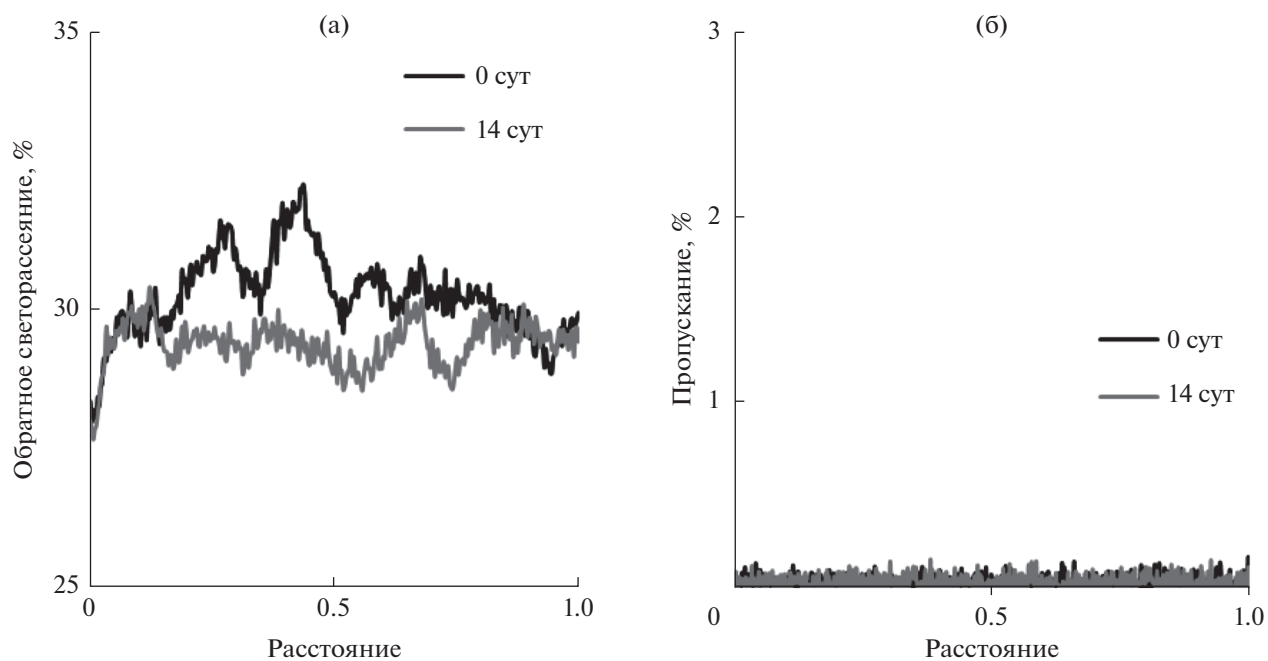 (а)
35
0 сут
14 сут
30
25
0
0.5
1.0
Обратное светорассеяние, %
Расстояние
(б)
3
2
1
0 сут
14 сут
0
0.5
1.0
Пропускание, %
Расстояние